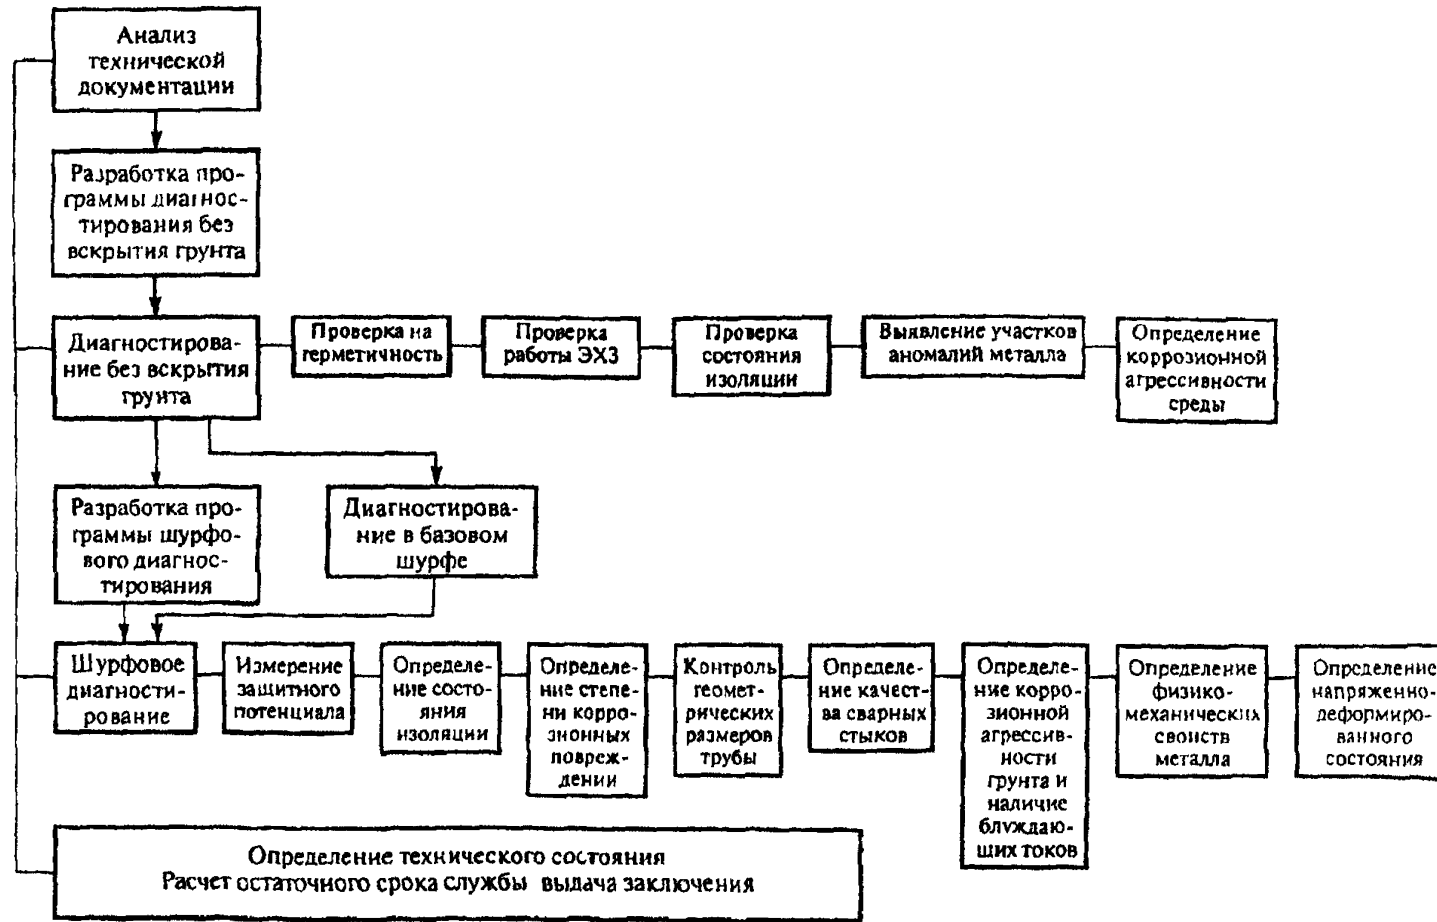 Анализ
технической
документации
Разработка про-
граммы диагнос-
тирования без
вскрытия грунта
Диагностирова-
ние без вскрытия
грунта
Проверка на
герметичность
Проверка
работы ЭХЗ
Проверка
состояния
изоляции
Выявление участков
аномалий металла
Определение
коррозионной
агрессивности
среды
Разработка про-
граммы шурфо-
вого диагнос-
тирования
Диагностирова-
ние в базовом
шурфе
Шурфовое
диагности-
рование
Измерение
защитного
потенциала
Определе-
ние состо-
яния
изоляции
Определе-
ние степе-
ни корро-
зионных
повреж-
дении
Контроль
геомет-
рических
размеров
трубы
Определе-
ние качест-
ва сварных
стыков
Определе-
ние корро-
зионной
агрессив-
ности
грунта и
наличие
блуждаю-
щих токов
Определение
физико-
механических
свойств
металла
Определение
напряженно-
деформиро-
ванного
состояния
Определение технического состояния
Расчет остаточного срока службы выдача заключения